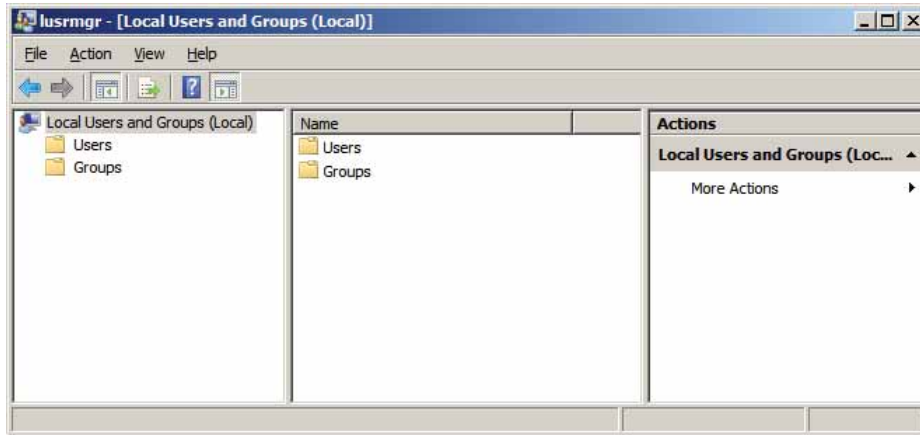 lusrmgr - [Local Users and Groups (Local)]
File Action View Help
Local Users and Groups (Local)
Users
Groups
Name
Users
Groups
Actions
Local Users and Groups (Loc...
More Actions